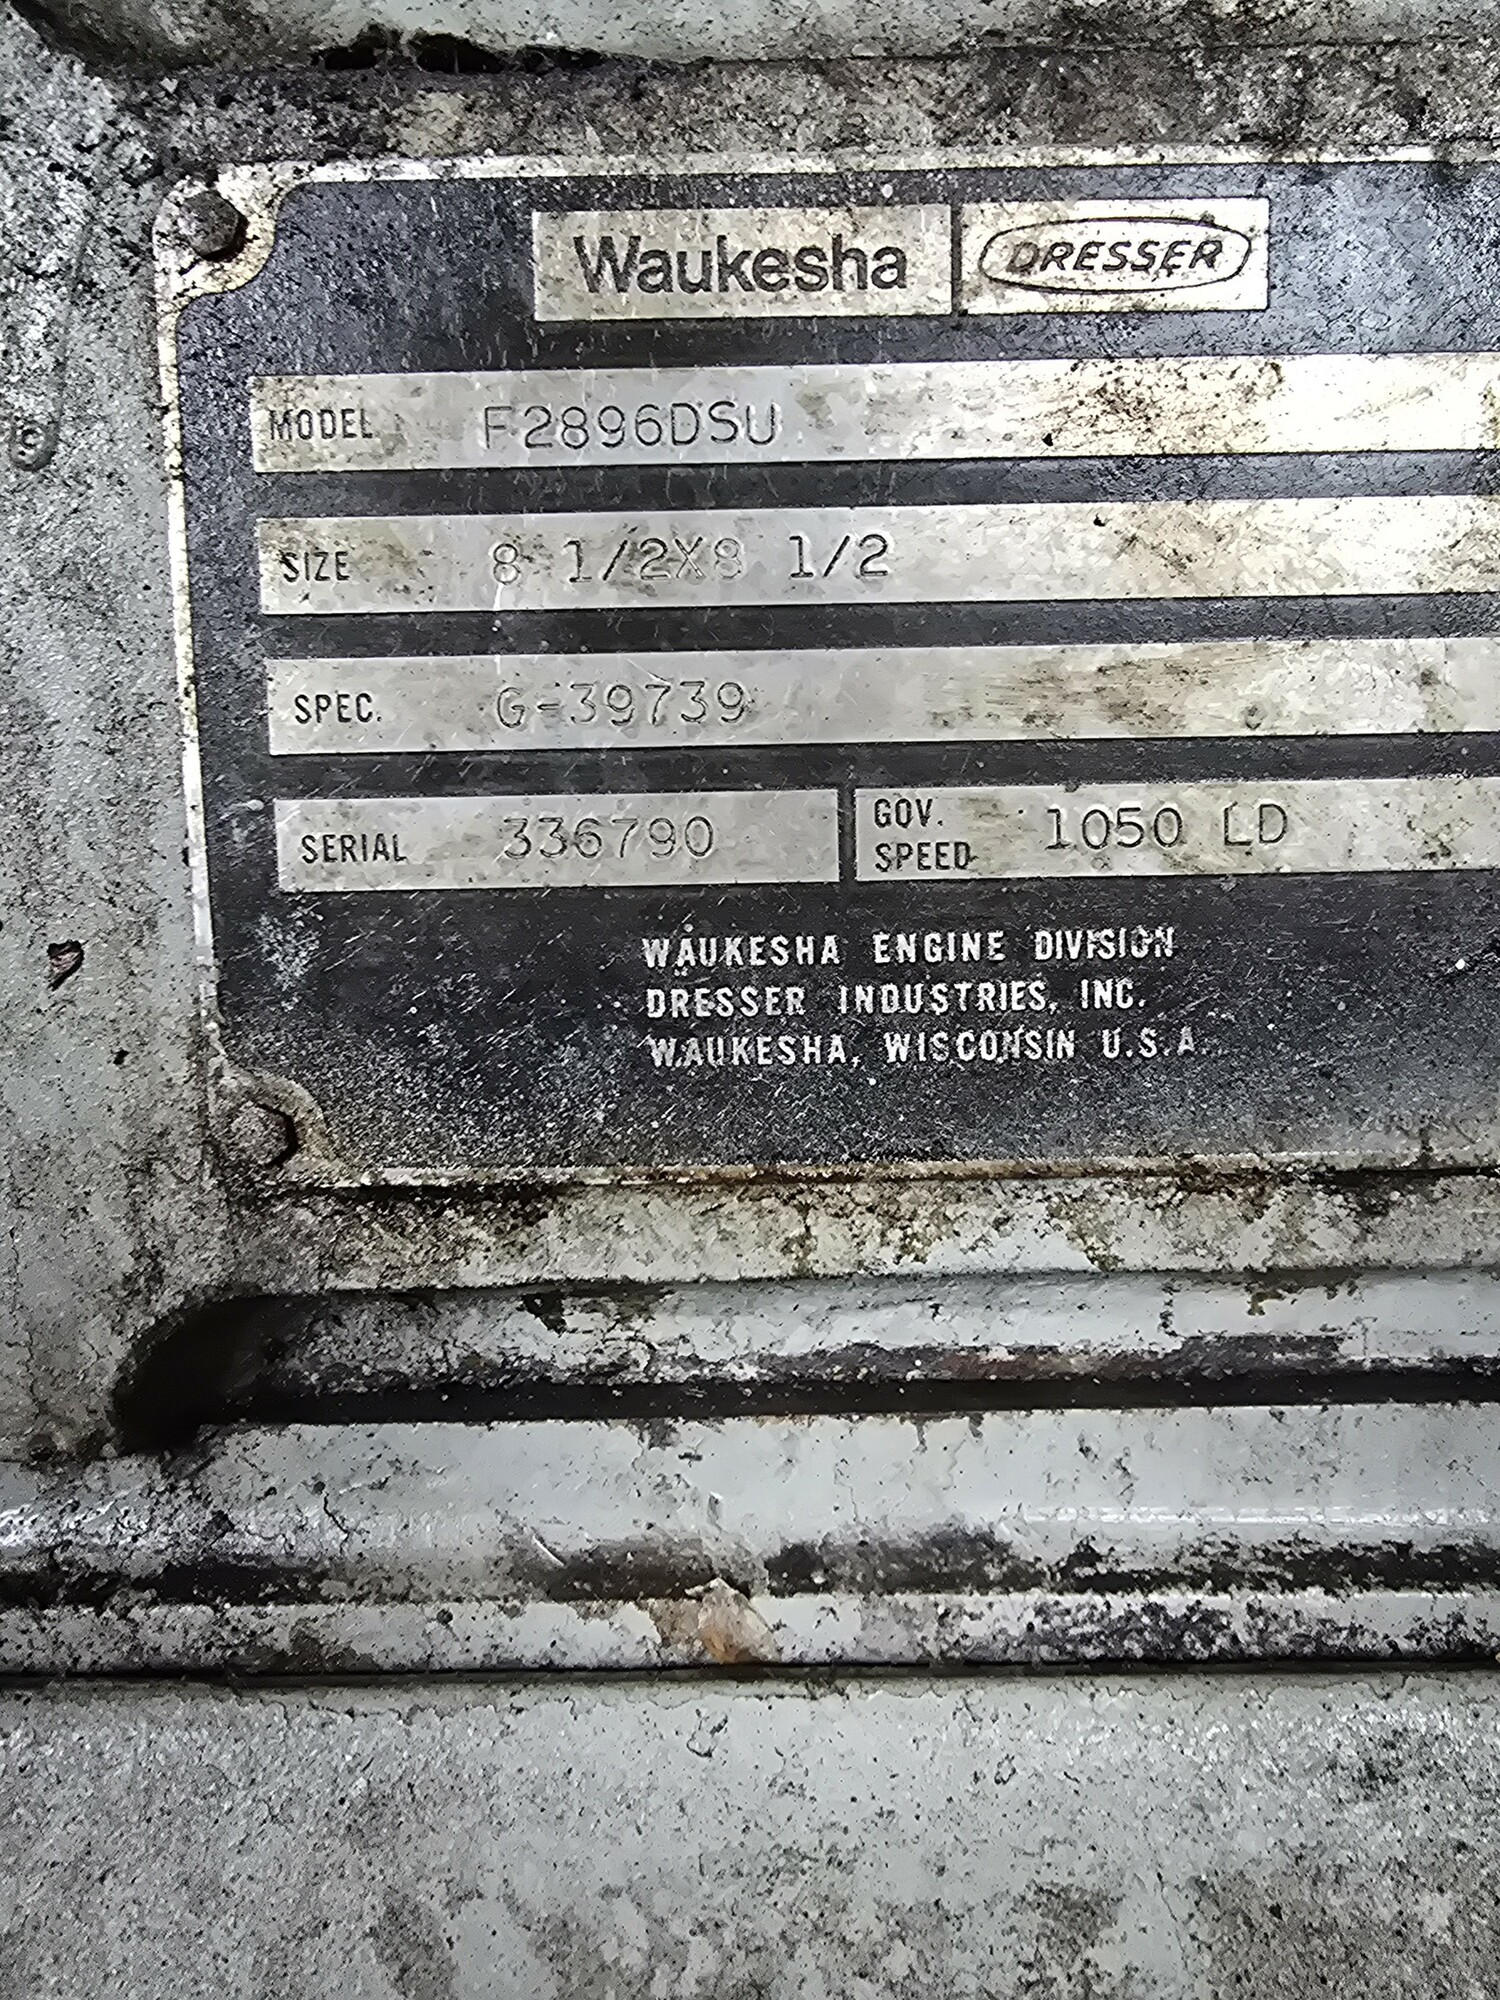 Waukesha DRESSER
MODEL F2896DSU
SIZE 8 1/2X8 1/2
SPEC. G-39739
SERIAL 336790 GOV. SPEED 1050 LD
WAUKESHA ENGINE DIVISION
DRESSER INDUSTRIES, INC.
WAUKESHA, WISCONSIN U.S.A.